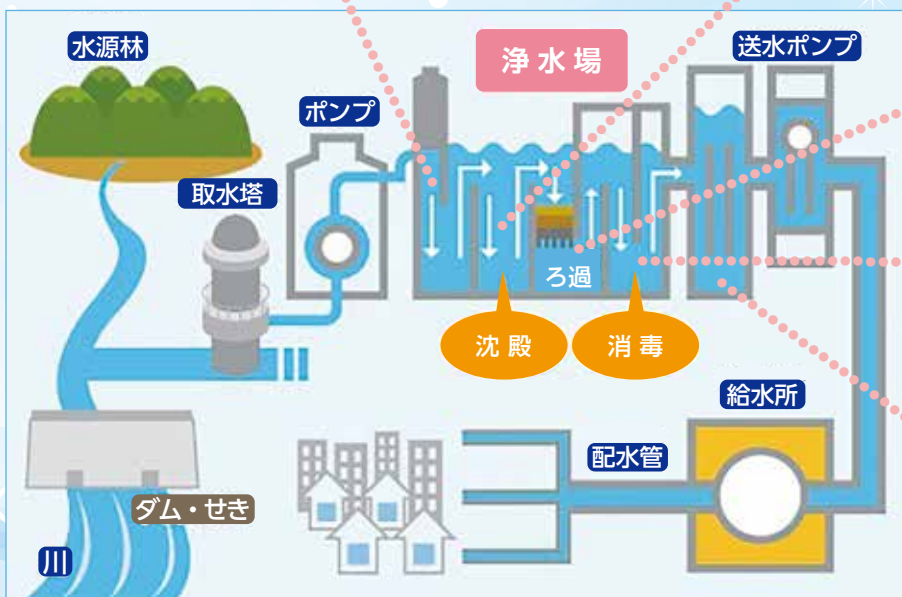 水源林
浄水場
送水ポンプ
ポンプ
取水塔
ろ過
沈殿
消毒
給水所
配水管
ダム・せき
川